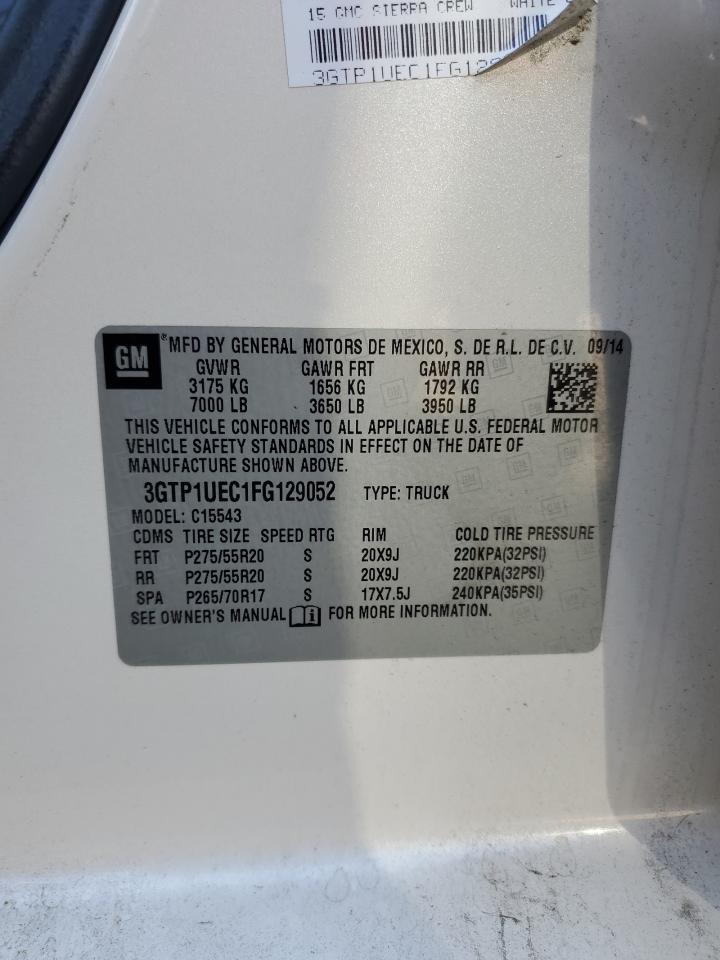 15 GMC SIERRA CREW WHITE
3GTP1UEC1FG129
GM ® MFD BY GENERAL MOTORS DE MEXICO, S. DE R.L. DE C.V. 09/14
GVWR GAWR FRT GAWR RR
3175 KG 1656 KG 1792 KG
7000 LB 3650 LB 3950 LB
THIS VEHICLE CONFORMS TO ALL APPLICABLE U.S. FEDERAL MOTOR
VEHICLE SAFETY STANDARDS IN EFFECT ON THE DATE OF
MANUFACTURE SHOWN ABOVE.
3GTP1UEC1FG129052 TYPE: TRUCK
MODEL: C15543
CDMS TIRE SIZE SPEED RTG RIM COLD TIRE PRESSURE
FRT P275/55R20 S 20X9J 220KPA(32PSI)
RR P275/55R20 S 20X9J 220KPA(32PSI)
SPA P265/70R17 S 17X7.5J 240KPA(35PSI)
SEE OWNER'S MANUAL i FOR MORE INFORMATION.